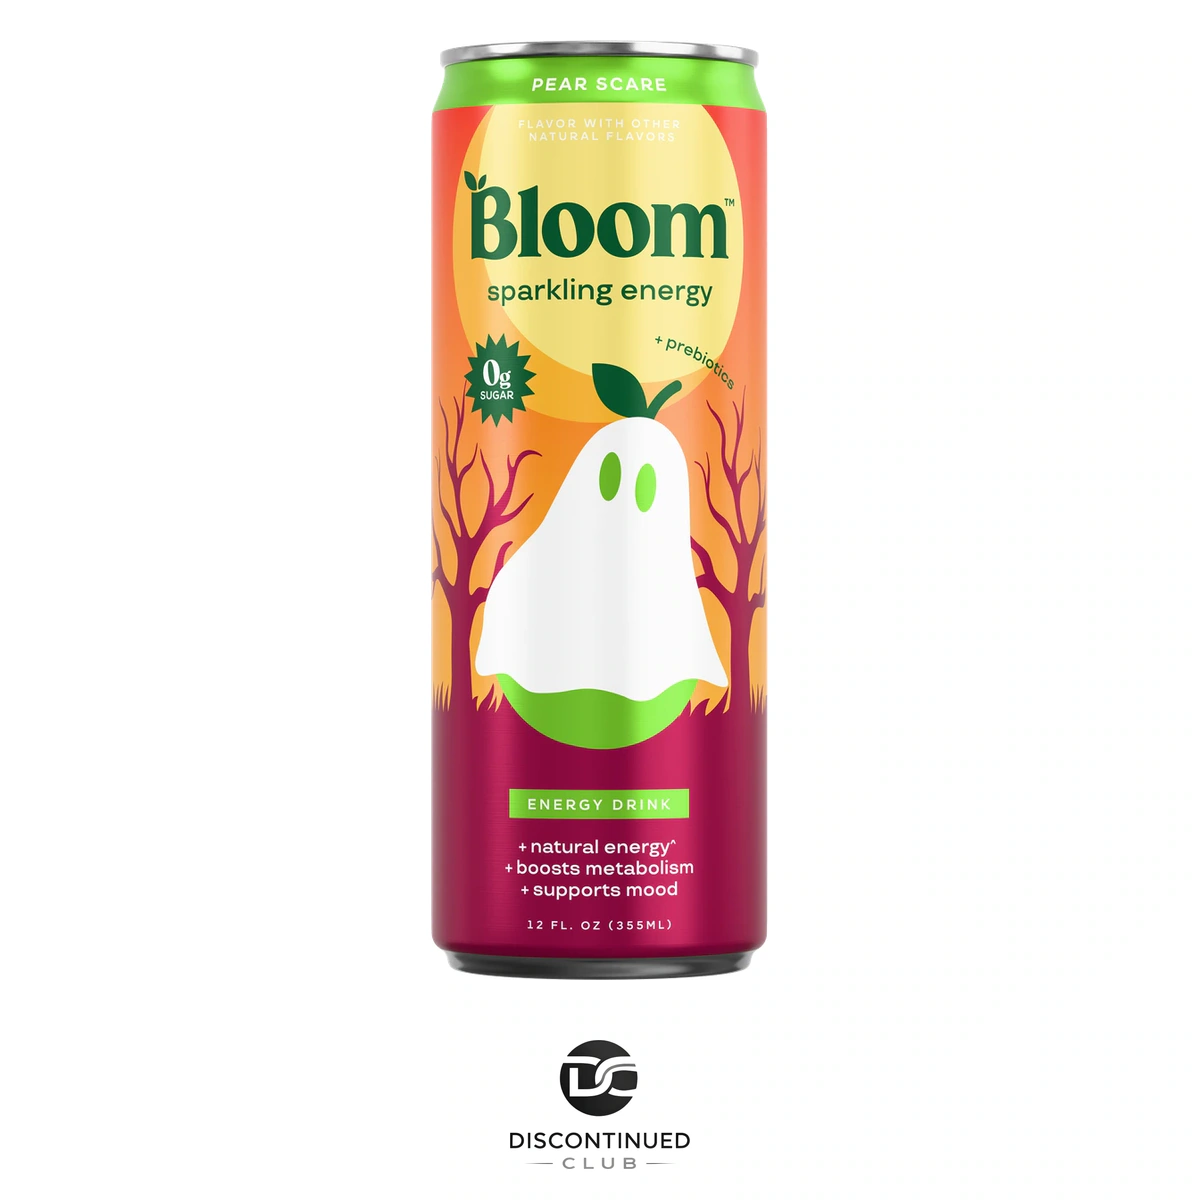 PEAR SCARE
FLAVOR WITH OTHER
NATURAL FLAVORS
Bloom™
sparkling energy
+ prebiotics
0g
SUGAR
ENERGY DRINK
+ natural energy^
+ boosts metabolism
+ supports mood
12 FL. OZ (355ML)
DC
DISCONTINUED
CLUB